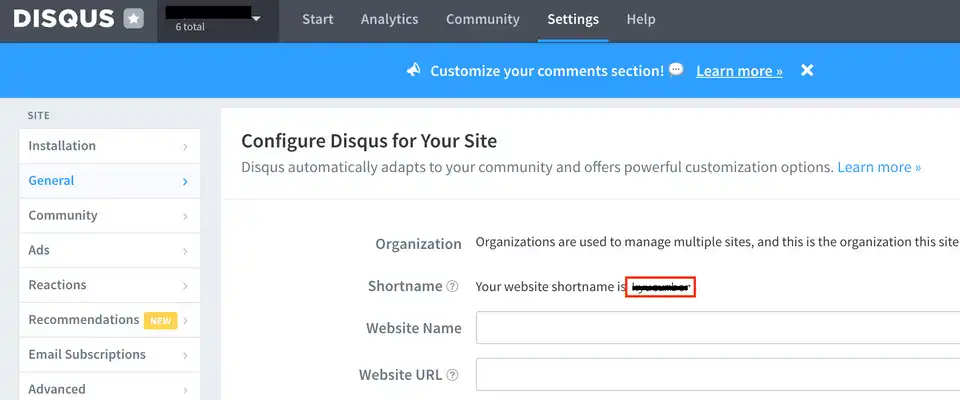 DISQUS
6 total
Start Analytics Community Settings Help
Customize your comments section! Learn more »
SITE
Installation
General
Community
Ads
Reactions
Recommendations NEW
Email Subscriptions
Advanced
Configure Disqus for Your Site
Disqus automatically adapts to your community and offers powerful customization options. Learn more »
Organization Organizations are used to manage multiple sites, and this is the organization this site
Shortname Your website shortname is
Website Name
Website URL